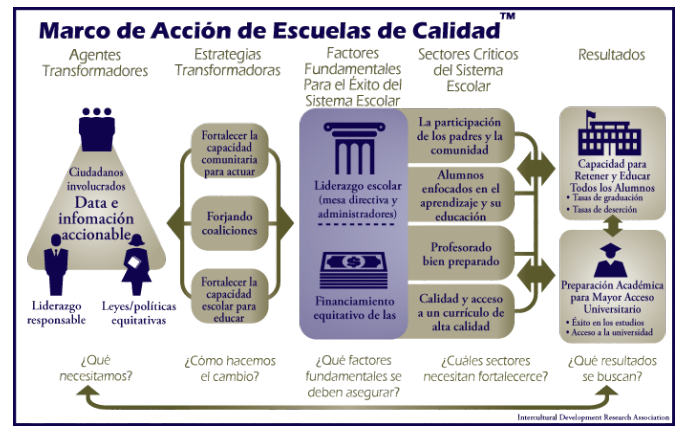 Marco de Acción de Escuelas de Calidad™
Agentes
Transformadores
Estrategias
Transformadoras
Factores
Fundamentales
Para el Éxito del
Sistema Escolar
Sectores Críticos
del Sistema
Escolar
Resultados
Ciudadanos
involucrados
Data e
infomación
accionable
Liderazgo
responsable
Leyes/políticas
equitativas
Fortalecer la
capacidad
comunitaria
para actuar
Forjando
coaliciones
Fortalecer la
capacidad
escolar para
educar
Liderazgo escolar
(mesa directiva y
administradores)
Financiamiento
equitativo de las
La participación
de los padres y la
comunidad
Alumnos
enfocados en el
aprendizaje y su
educación
Profesorado
bien preparado
Calidad y acceso
a un currículo de
alta calidad
Capacidad para
Retener y Educar
Todos los Alumnos
• Tasas de graduación
• Tasas de deserción
Preparación Académica
para Mayor Acceso
Universitario
• Éxito en los estudios
• Acceso a la universidad
¿Qué
necesitamos?
¿Cómo hacemos
el cambio?
¿Qué factores
fundamentales se
deben asegurar?
¿Cuáles sectores
necesitan fortalecerce?
¿Qué resultados
se buscan?
Intercultural Development Research Association